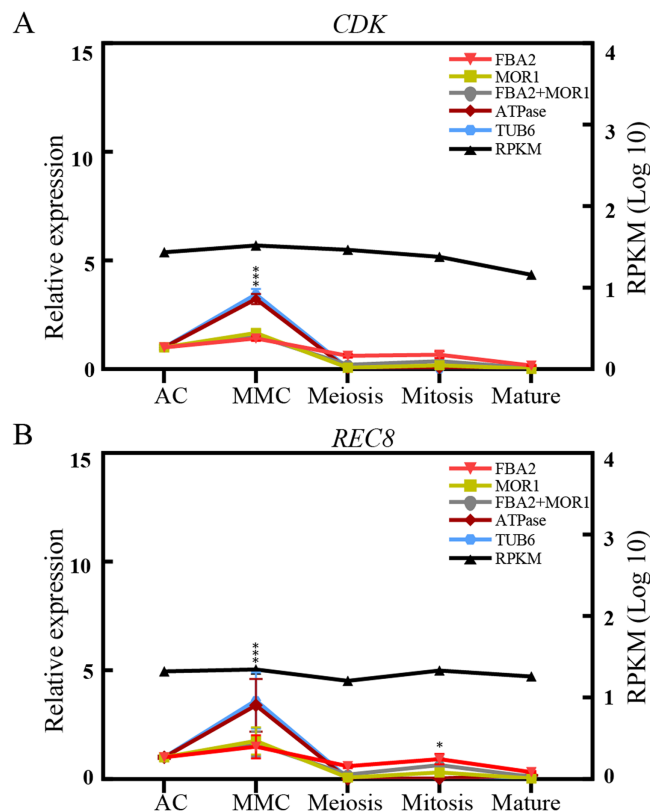 A
CDK
15
10
5
0
Relative expression
4
3
2
1
0
RPKM (Log 10)
FBA2
MOR1
FBA2+MOR1
ATPase
TUB6
RPKM
***
AC MMC Meiosis Mitosis Mature
B
REC8
15
10
5
0
Relative expression
4
3
2
1
0
RPKM (Log 10)
FBA2
MOR1
FBA2+MOR1
ATPase
TUB6
RPKM
***
*
AC MMC Meiosis Mitosis Mature